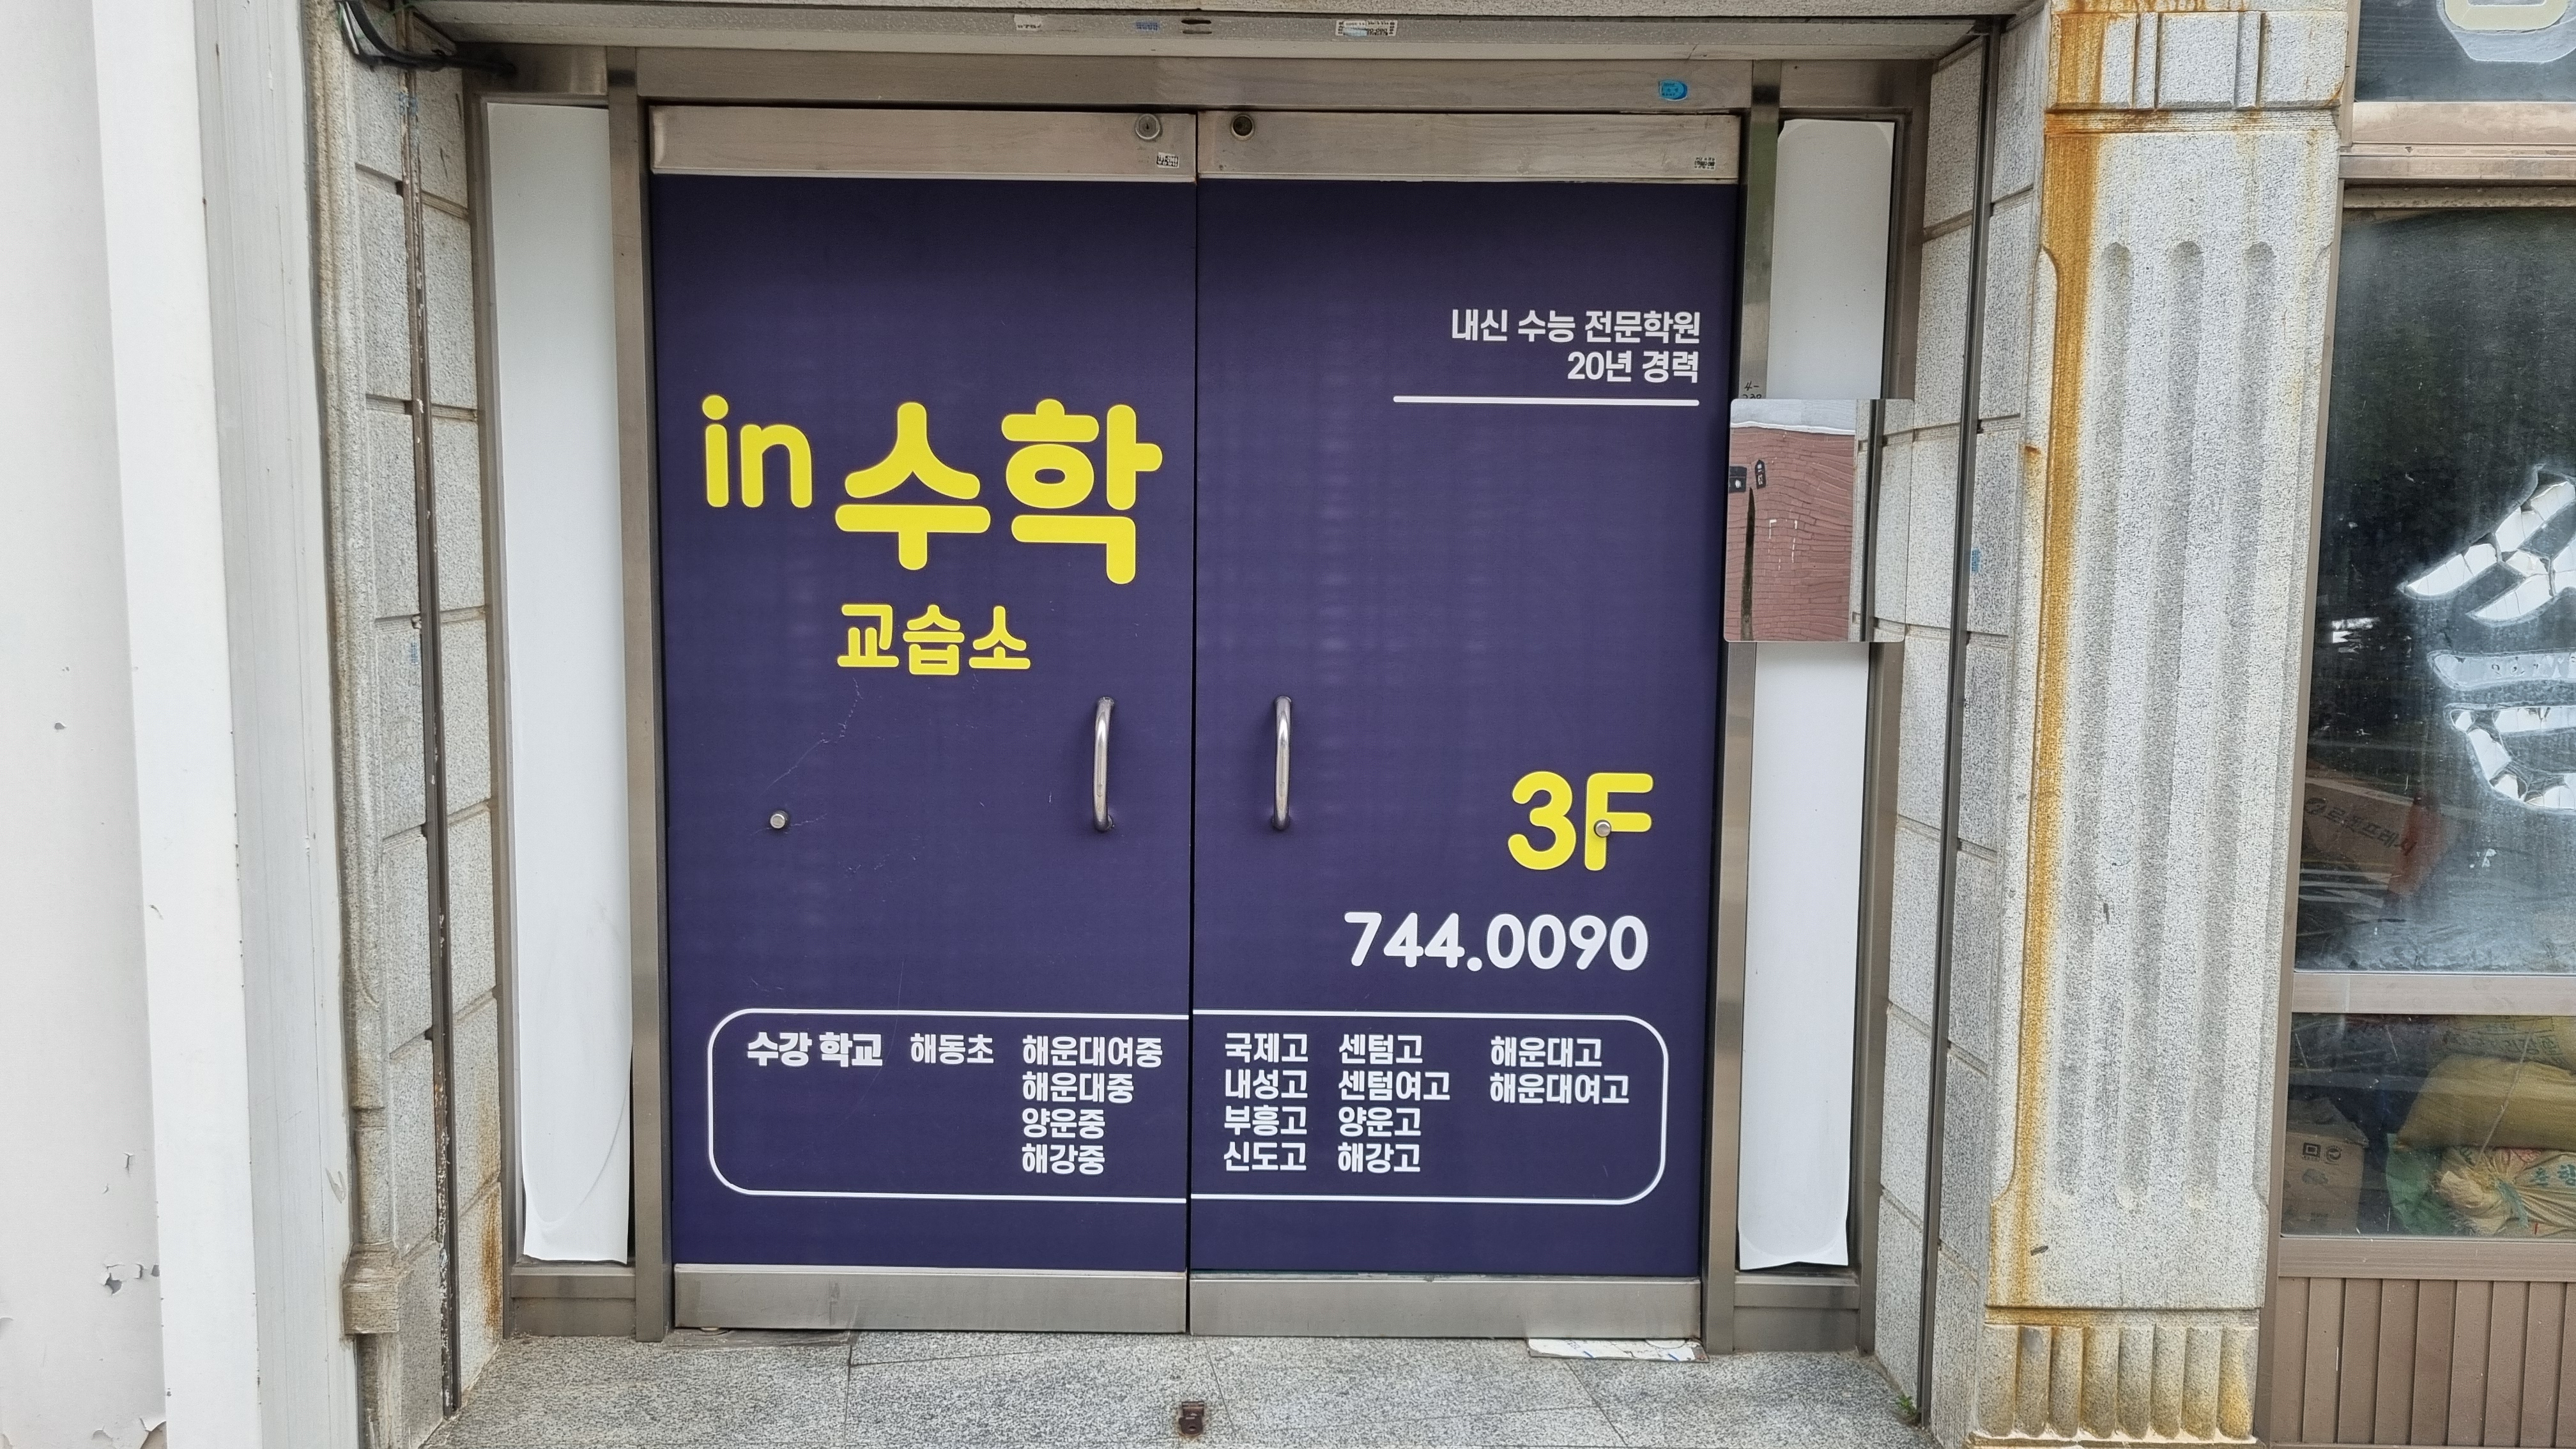 in 수학
교습소
내신 수능 전문학원
20년 경력
3F
744.0090
수강 학교 해동초 해운대여중 국제고 센텀고 해운대고
해운대중 내성고 센텀여고 해운대여고
양운중 부흥고 양운고
해강중 신도고 해강고